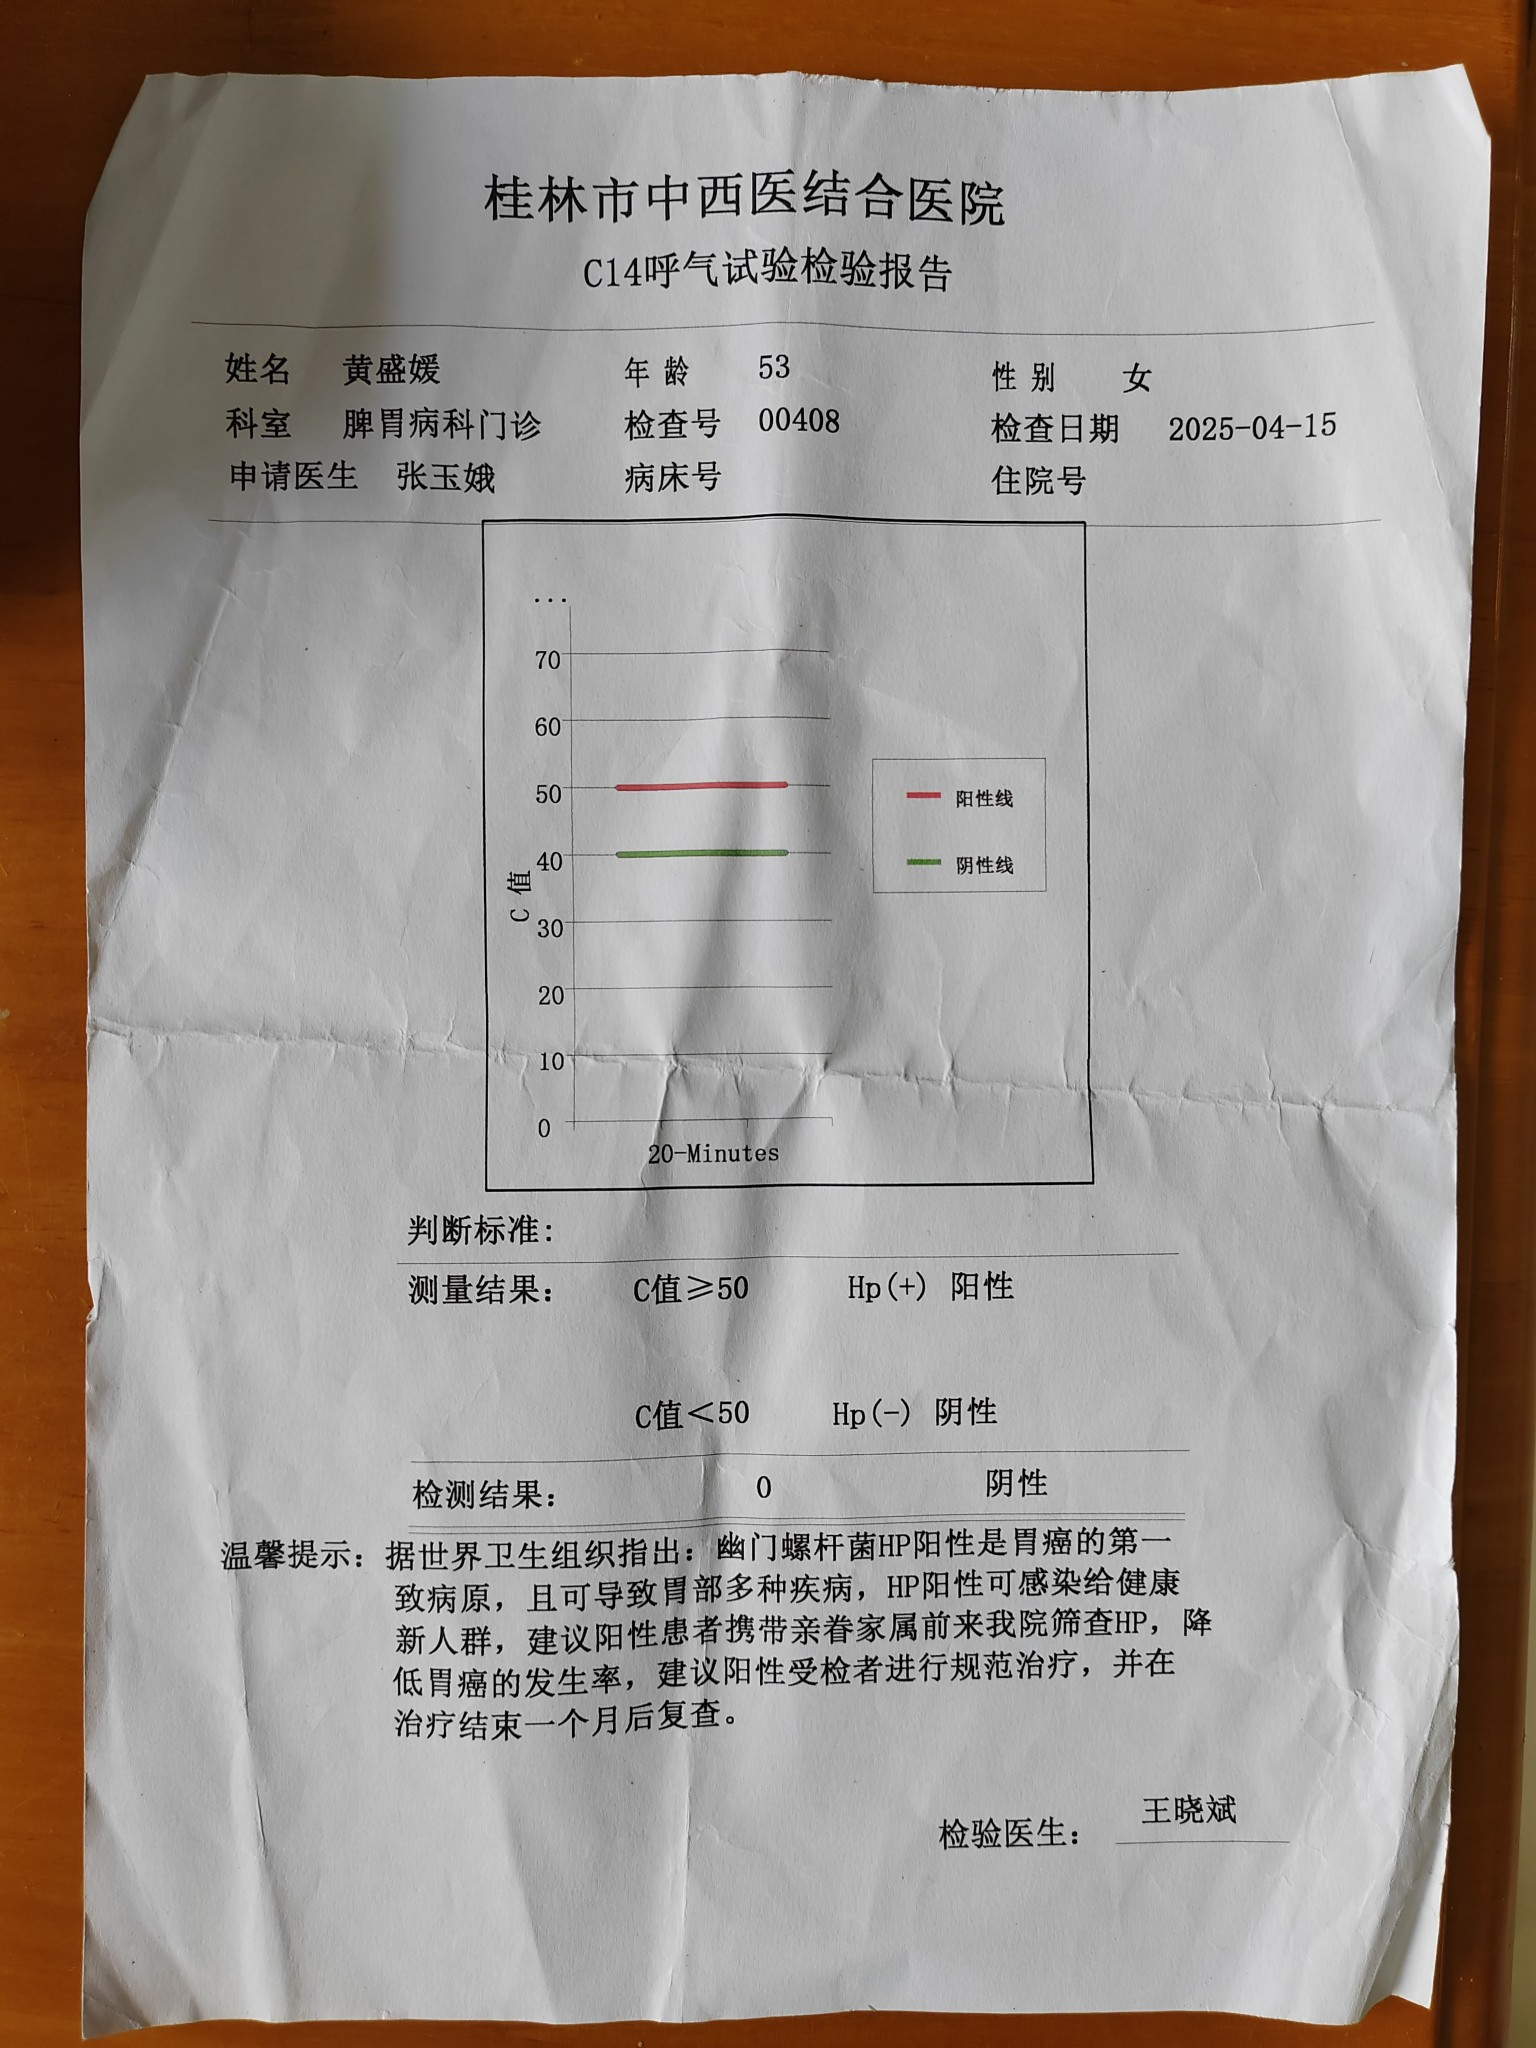 桂林市中西医结合医院
C14呼气试验检验报告
姓名 黄盛媛 年龄 53 性别 女
科室 脾胃病科门诊 检查号 00408 检查日期 2025-04-15
申请医生 张玉娥 病床号 住院号
...
70
60
50
40
30
20
10
0
C 值
20-Minutes
阳性线
阴性线
判断标准:
测量结果: C值≥50 Hp(+) 阳性
C值<50 Hp(-) 阴性
检测结果: 0 阴性
温馨提示: 据世界卫生组织指出: 幽门螺杆菌HP阳性是胃癌的第一
致病原, 且可导致胃部多种疾病, HP阳性可感染给健康
新人群, 建议阳性患者携带亲眷家属前来我院筛查HP, 降
低胃癌的发生率, 建议阳性受检者进行规范治疗, 并在
治疗结束一个月后复查。
检验医生: 王晓斌